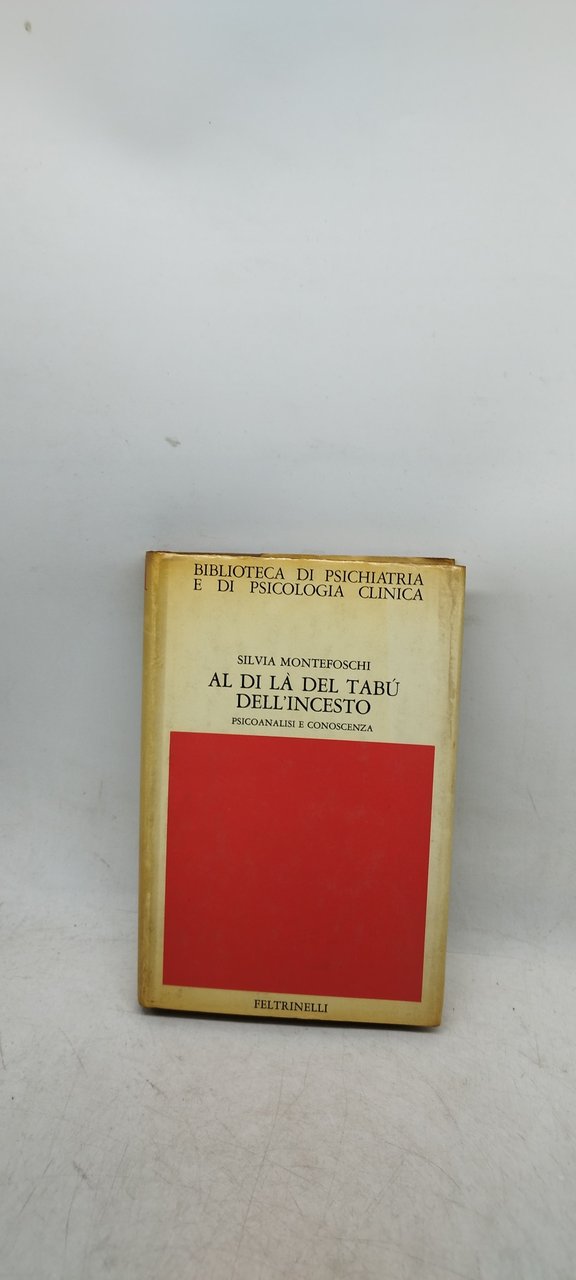 BIBLIOTECA DI PSICHIATRIA
E DI PSICOLOGIA CLINICA
SILVIA MONTEFOSCHI
AL DI LÀ DEL TABÚ
DELL'INCESTO
PSICOANALISI E CONOSCENZA
FELTRINELLI